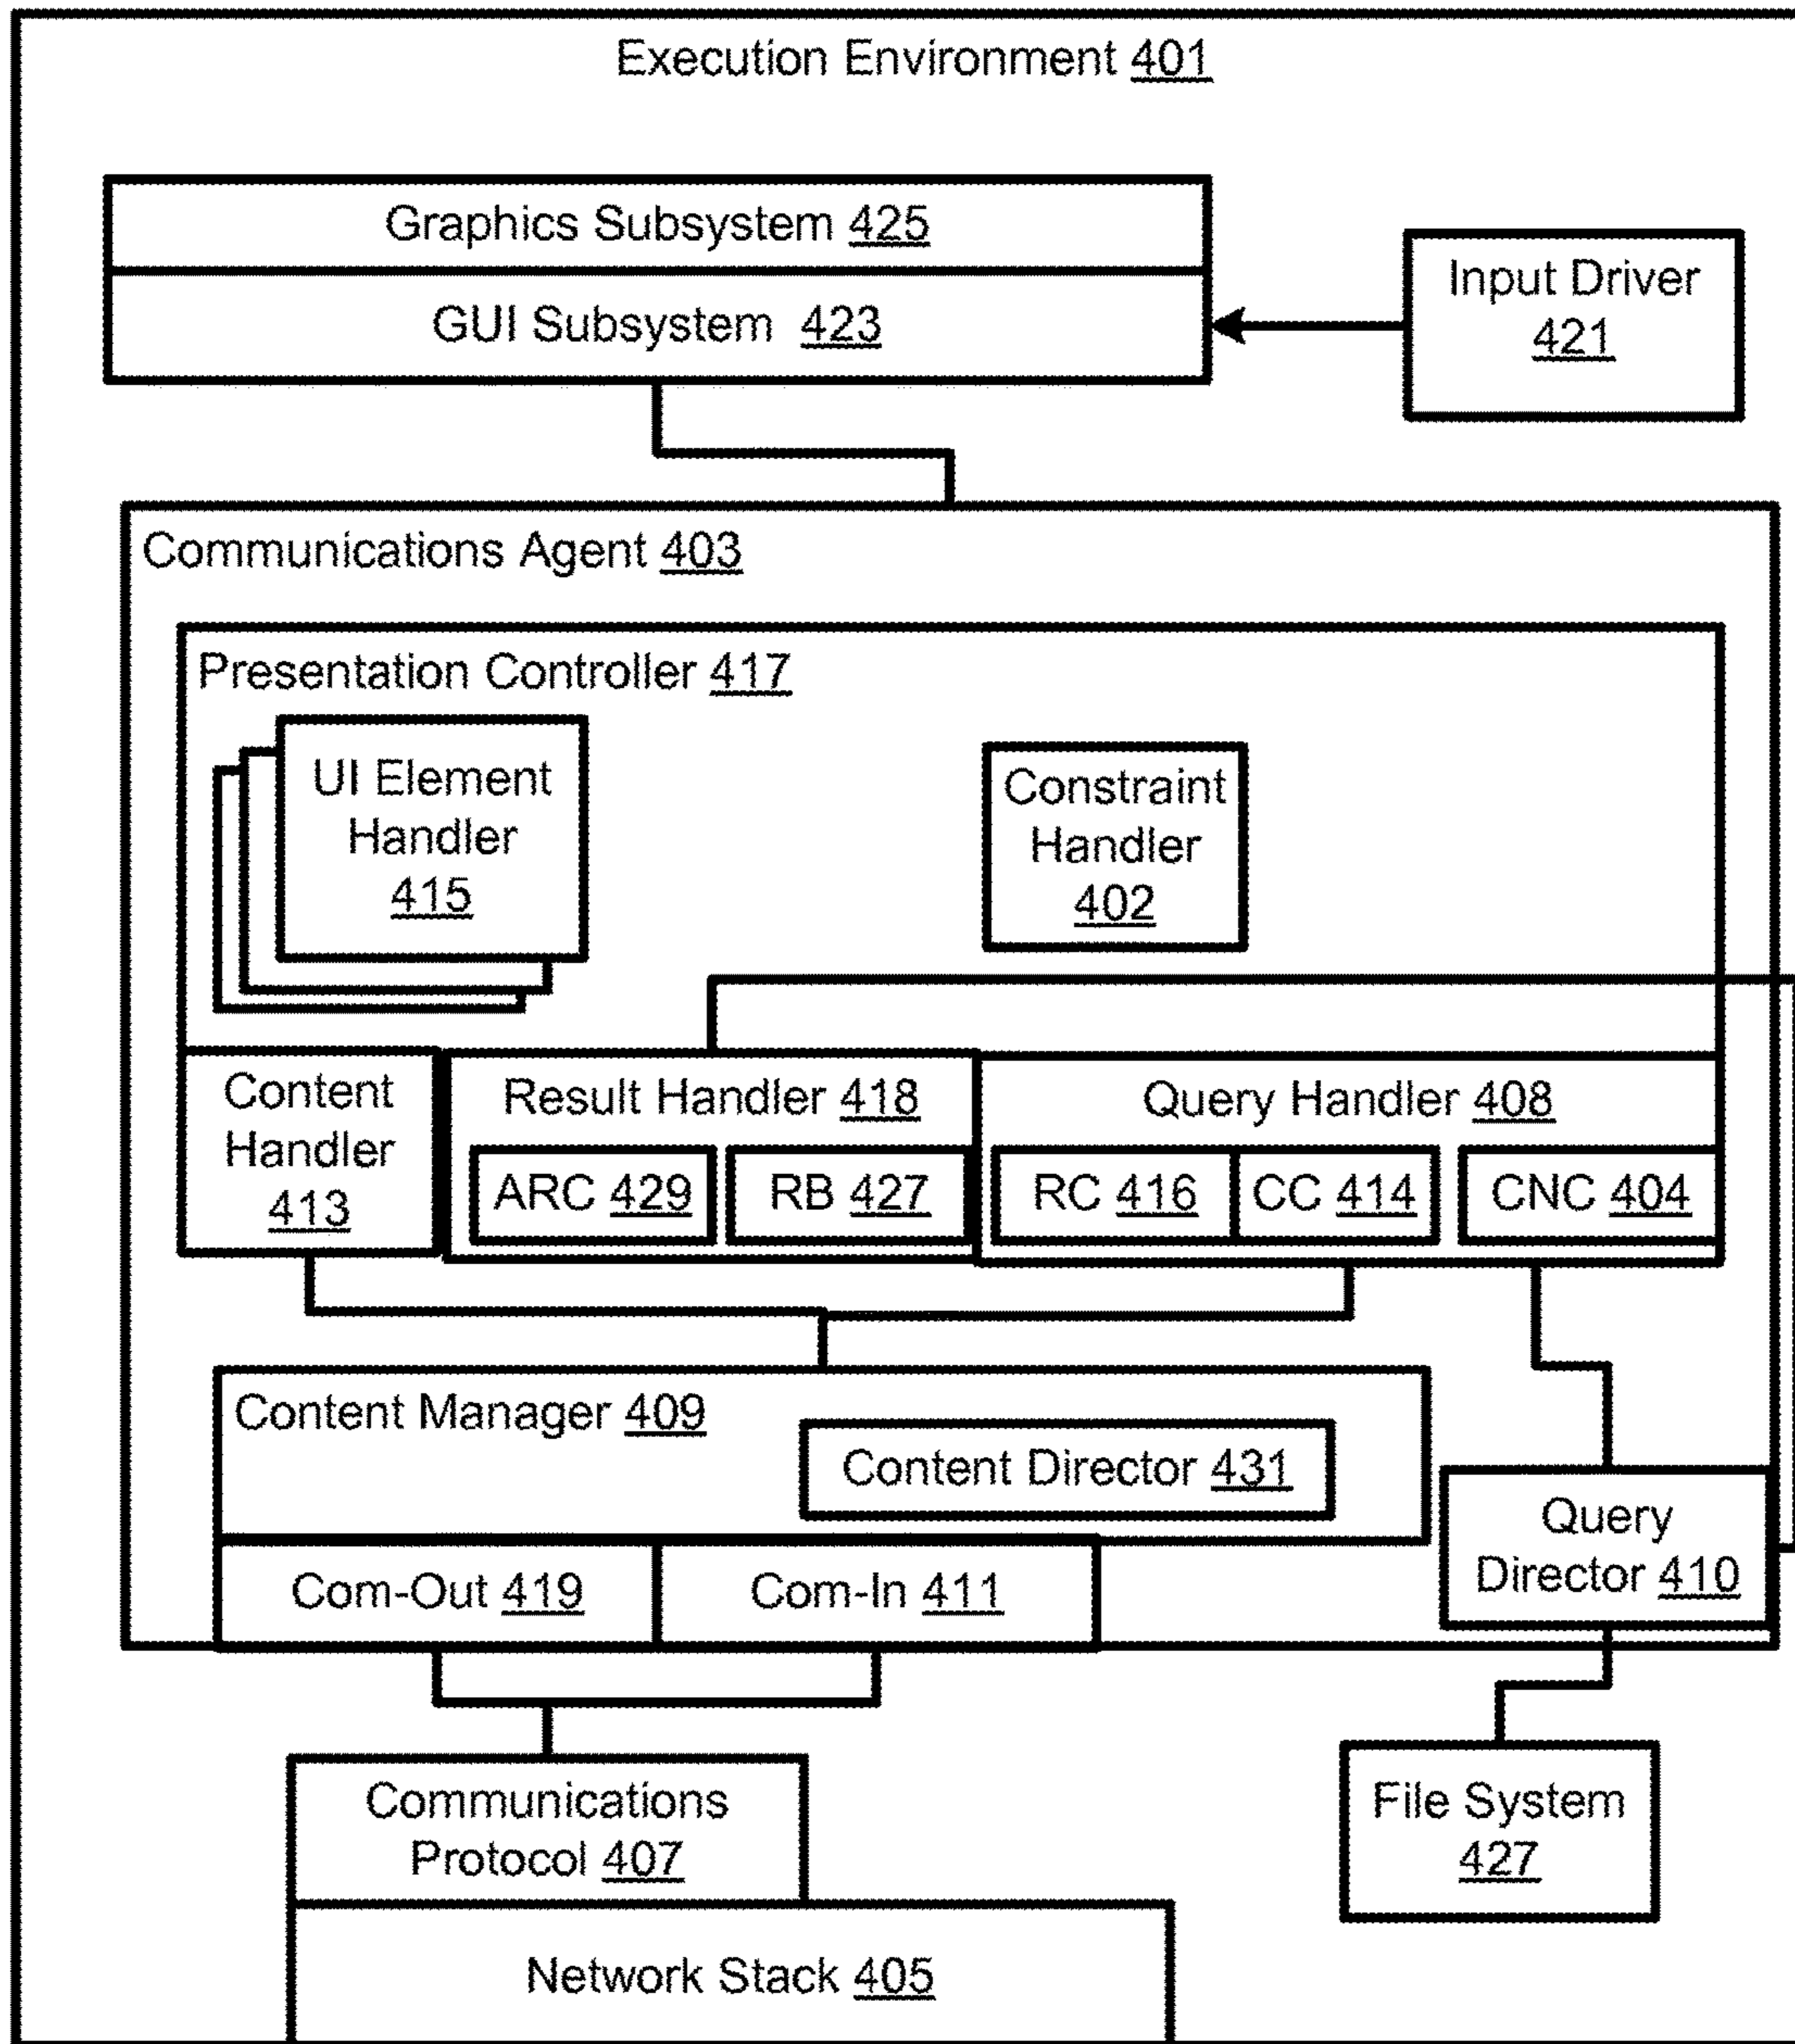 Execution Environment 401
Graphics Subsystem 425
GUI Subsystem 423
Input Driver
421
Communications Agent 403
Presentation Controller 417
UI Element
Handler
415
Constraint
Handler
402
Content
Handler
413
Result Handler 418
ARC 429
RB 427
Query Handler 408
RC 416
CC 414
CNC 404
Content Manager 409
Content Director 431
Query
Director 410
Com-Out 419
Com-In 411
Communications
Protocol 407
File System
427
Network Stack 405